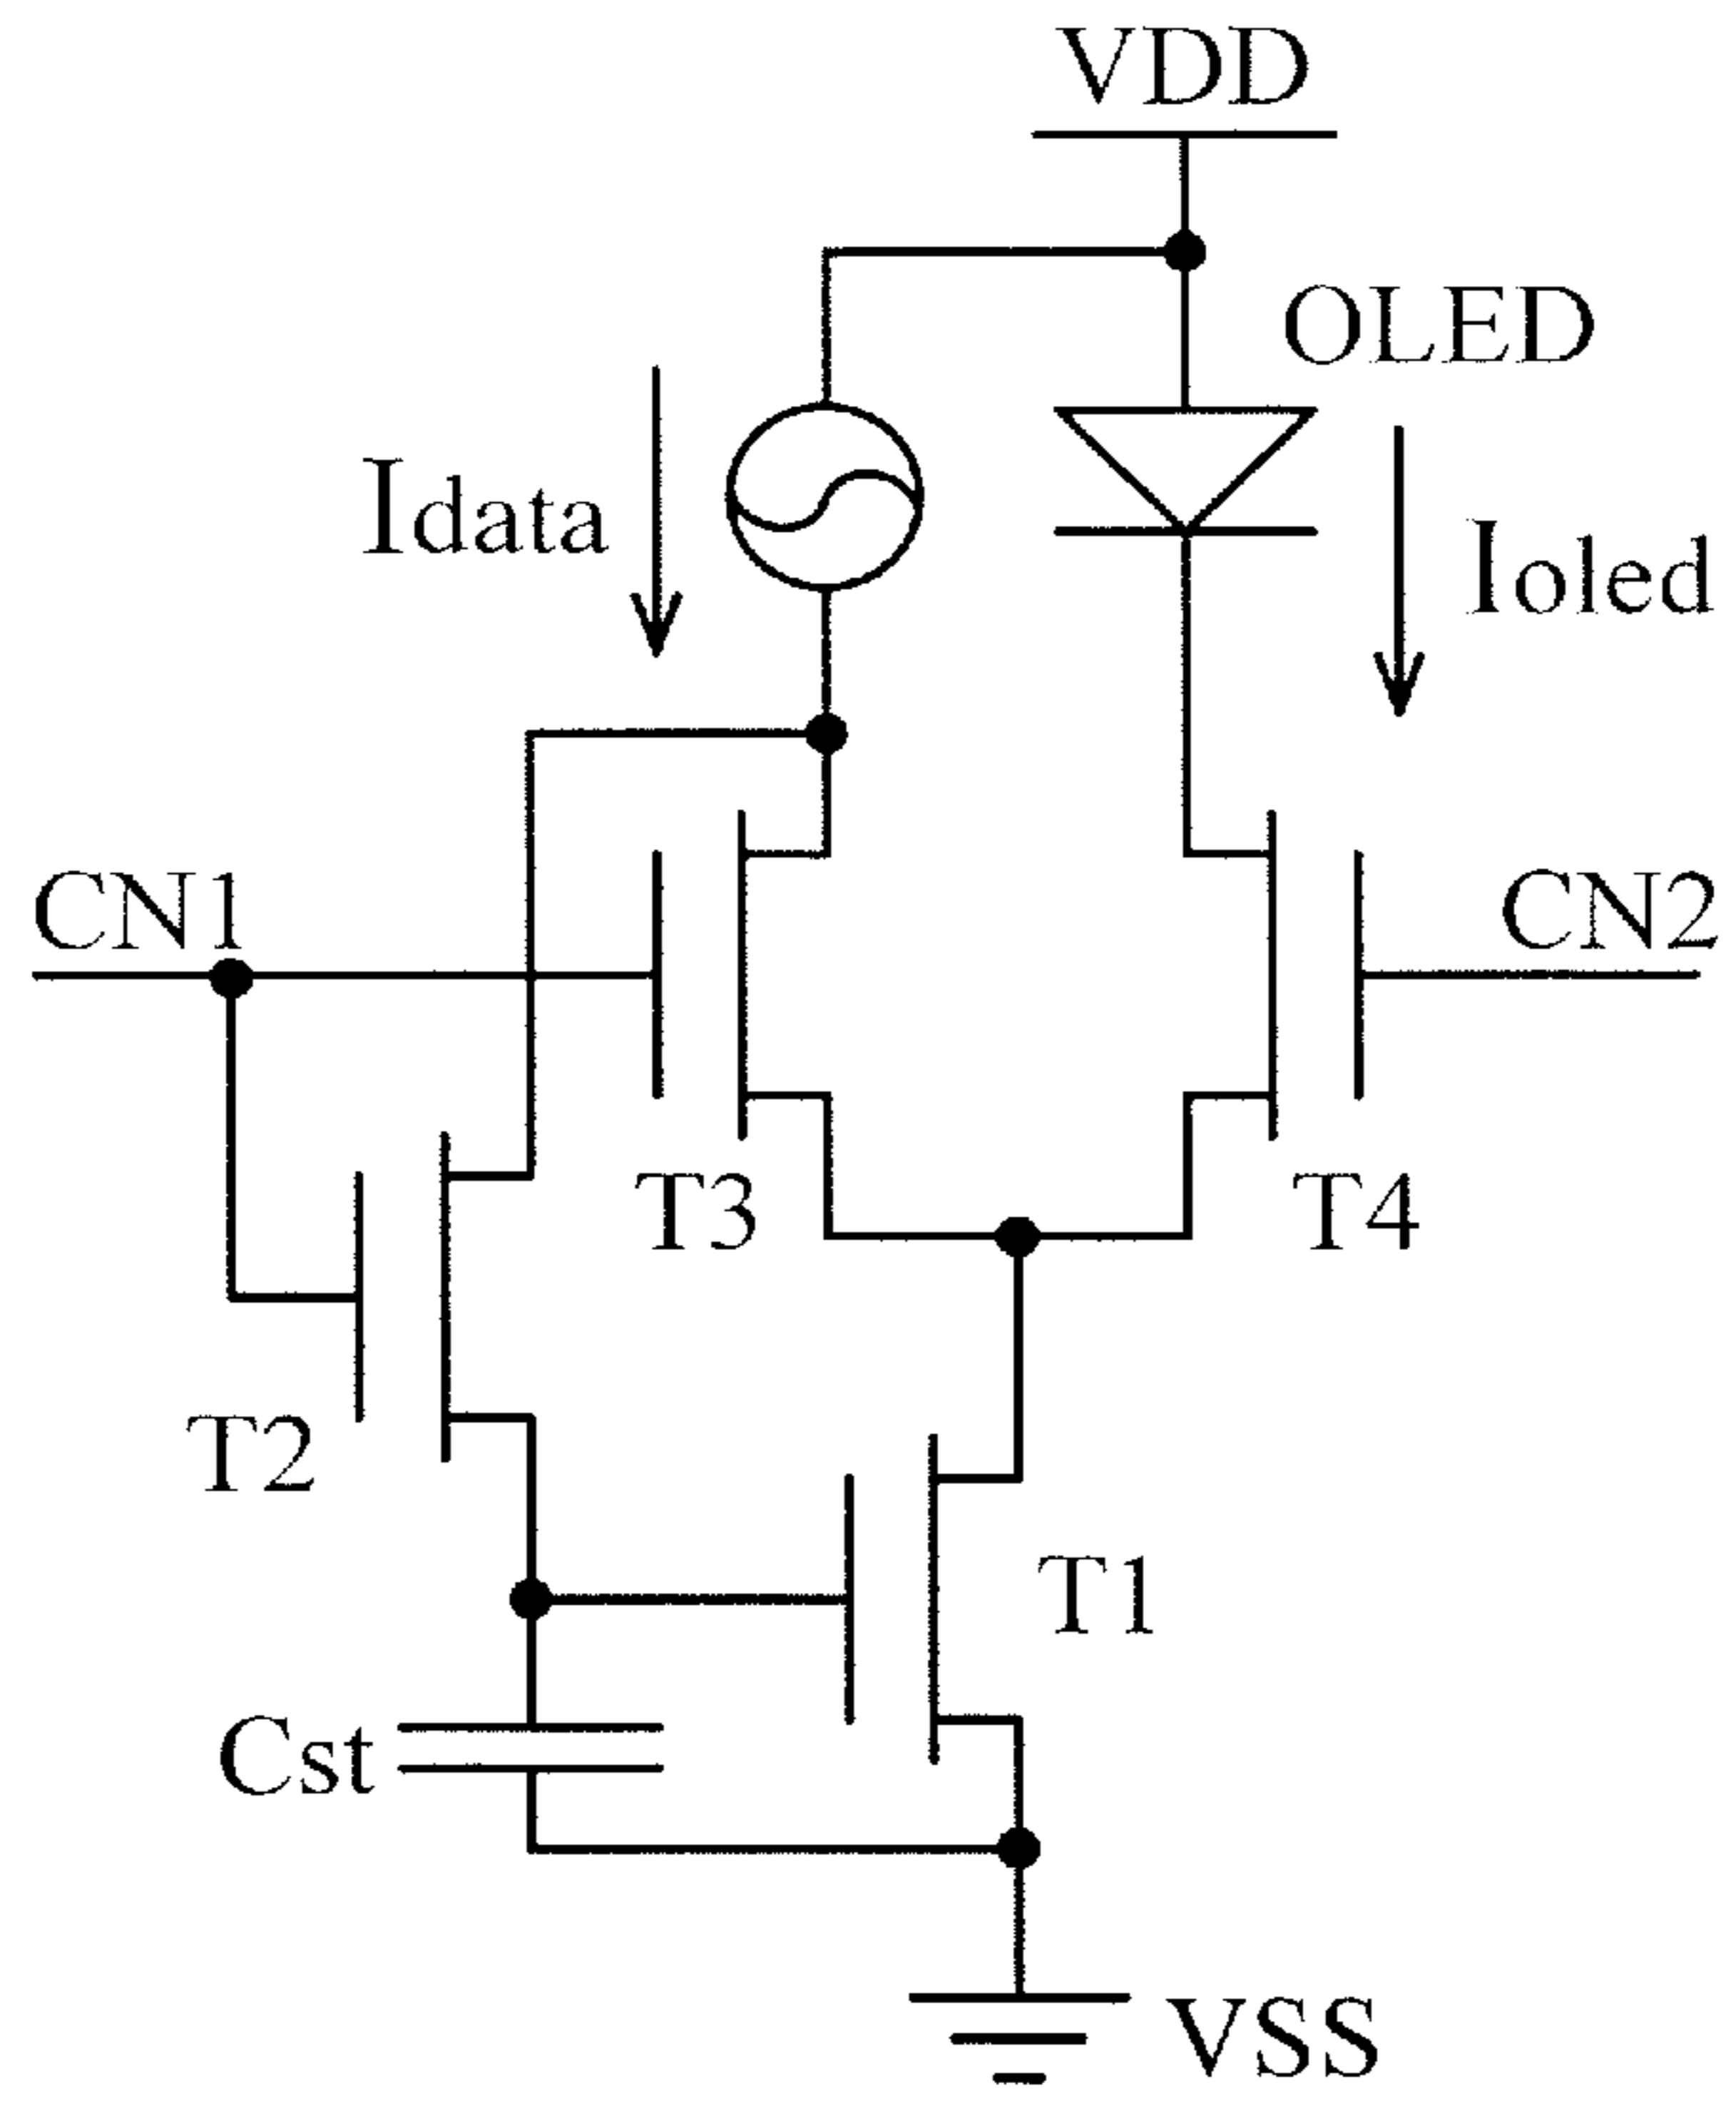 VDD
OLED
Idata
Ioled
CN1
CN2
T3
T4
T2
T1
Cst
VSS